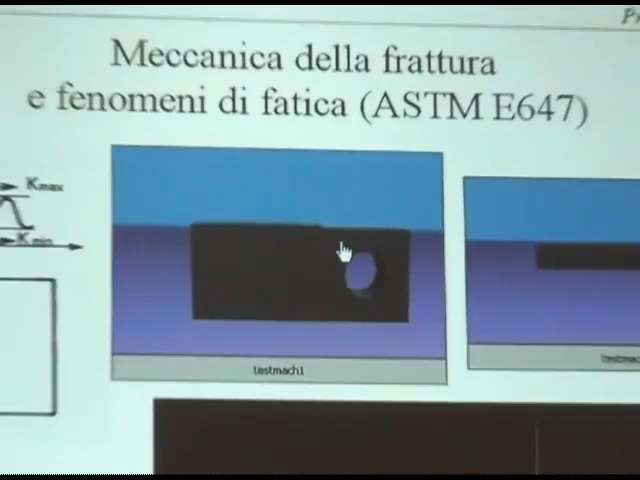 Meccanica della frattura
e fenomeni di fatica (ASTM E647)
Kmax
Kmin
testmach1